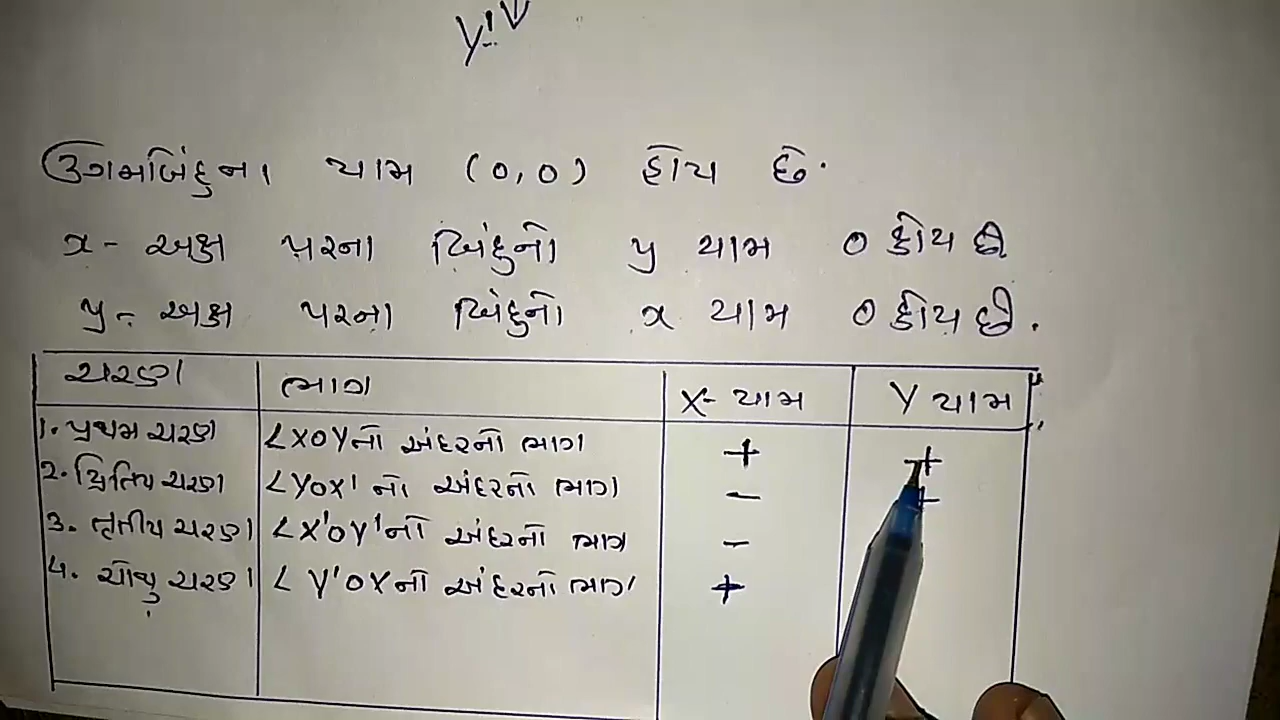 Y'
ઉગમબિંદુના યામ (0,0) હોય છે.
x- અક્ષ પરના બિંદુનો y યામ 0 હોય છે
y- અક્ષ પરના બિંદુનો x યામ 0 હોય છે.
ચરણ ભાગ X- યામ Y યામ
1. પ્રથમ ચરણ ∠XOYનો અંદરનો ભાગ + +
2. દ્વિતિય ચરણ ∠YOX' નો અંદરનો ભાગ - +
3. તૃતીય ચરણ ∠X'OY'નો અંદરનો ભાગ -
4. ચોથુ ચરણ ∠Y'OXનો અંદરનો ભાગ +